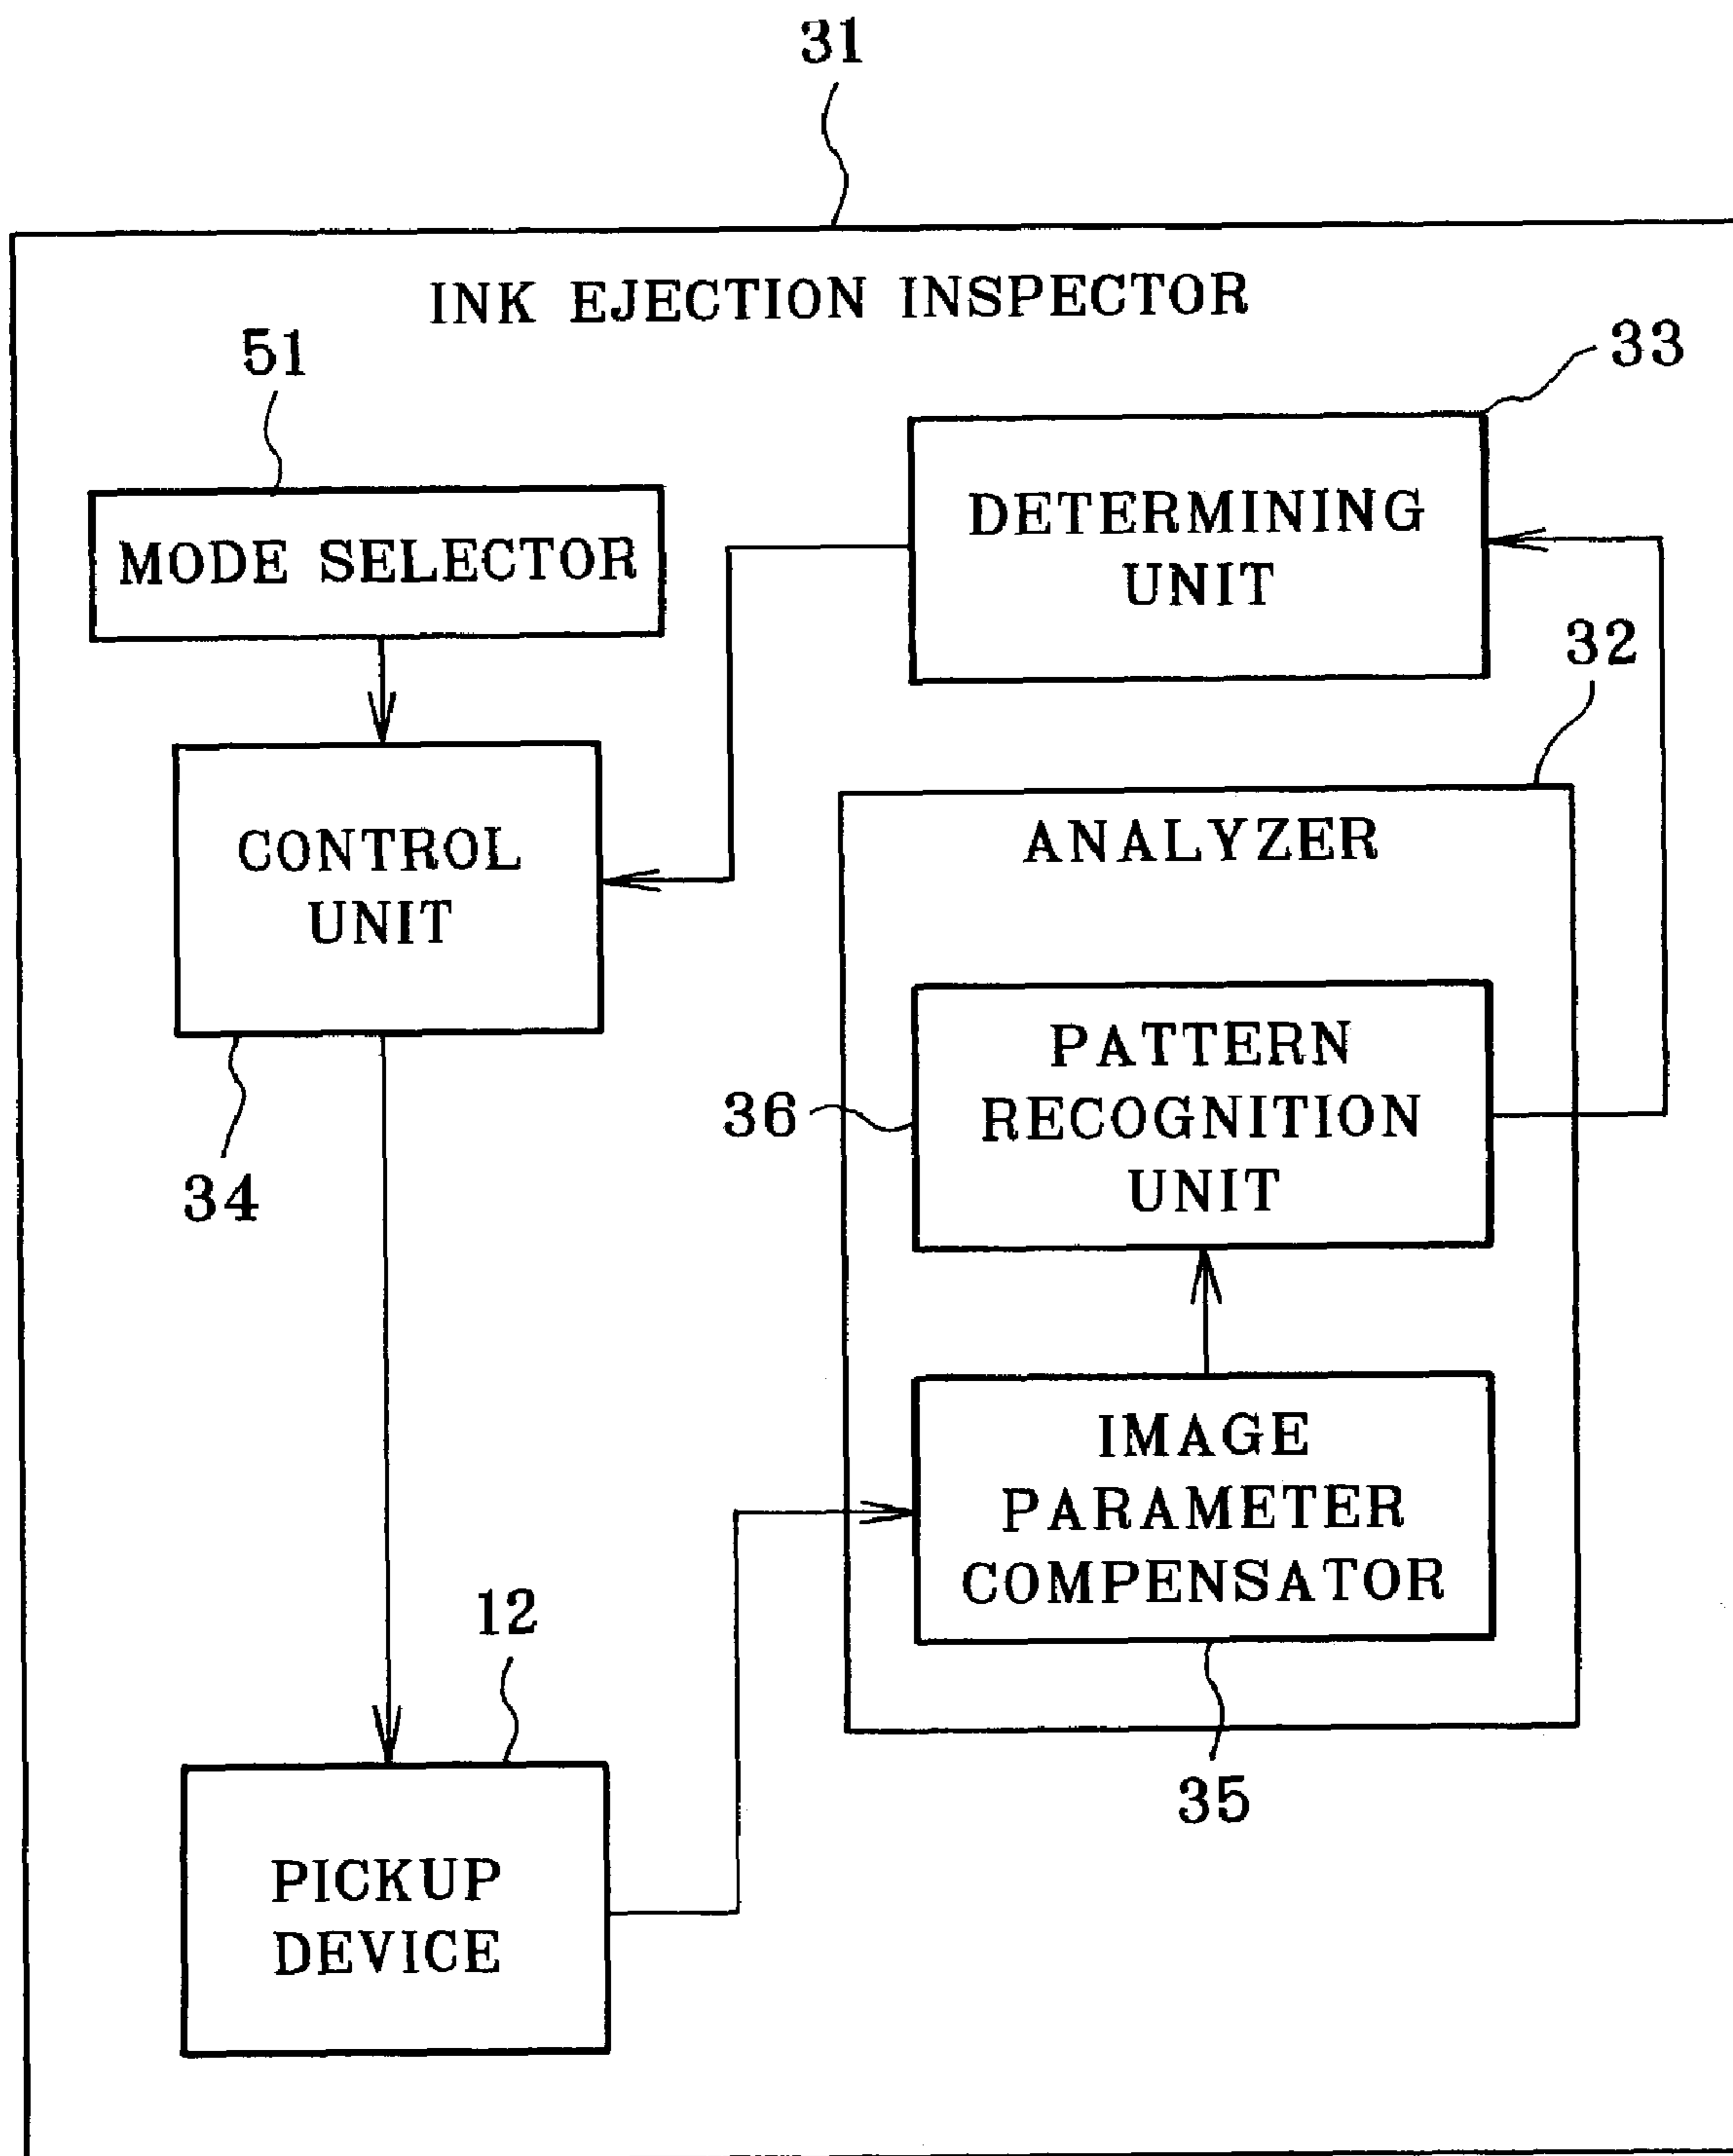 31
INK EJECTION INSPECTOR
51
33
MODE SELECTOR
DETERMINING
UNIT
32
CONTROL
UNIT
34
ANALYZER
36
PATTERN
RECOGNITION
UNIT
IMAGE
PARAMETER
COMPENSATOR
35
12
PICKUP
DEVICE